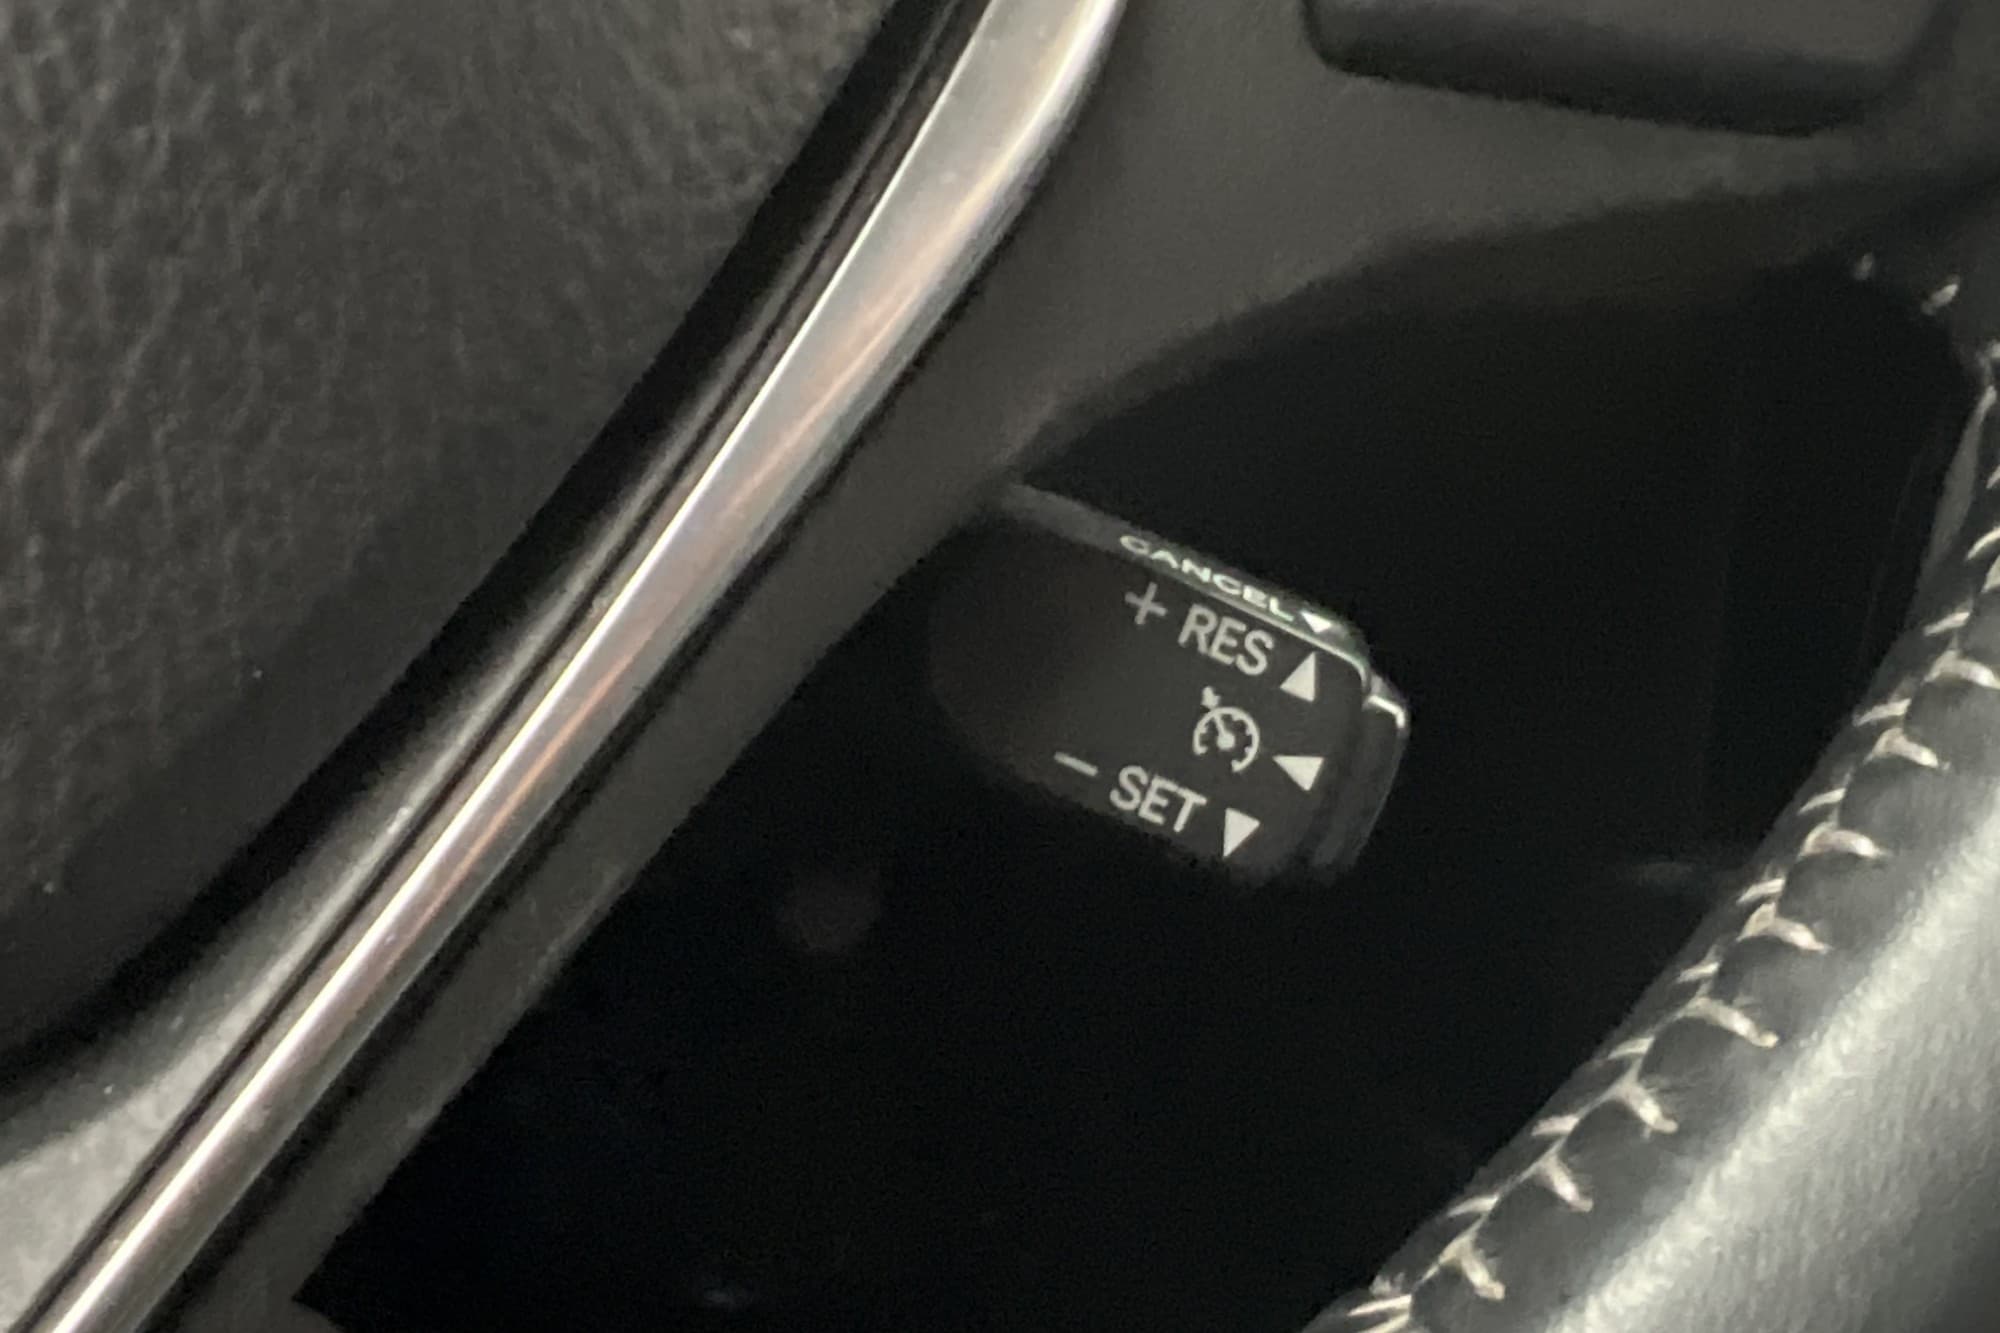 CANCEL▼
+ RES ▲
◀
− SET ▼